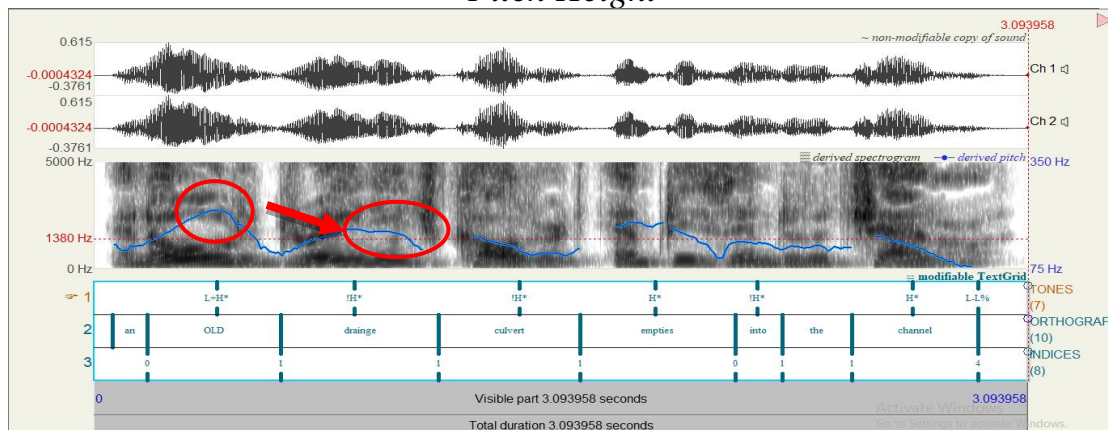 Pitch Height
3.093958
~ non-modifiable copy of sound
0.615
-0.0004324
-0.3761
Ch 1
0.615
-0.0004324
-0.3761
Ch 2
5000 Hz
derived spectrogram derived pitch
350 Hz
1380 Hz
0 Hz
75 Hz
modifiable TextGrid
1 L+H* !H* !H* H* !H* H* L-L% TONES
(7)
2 an OLD drainge culvert empties into the channel ORTHOGRAF
(10)
3 0 1 1 1 0 1 1 4 INDICES
(8)
0 Visible part 3.093958 seconds 3.093958
Total duration 3.093958 seconds
Activate Windows
Go to Settings to activate Windows.